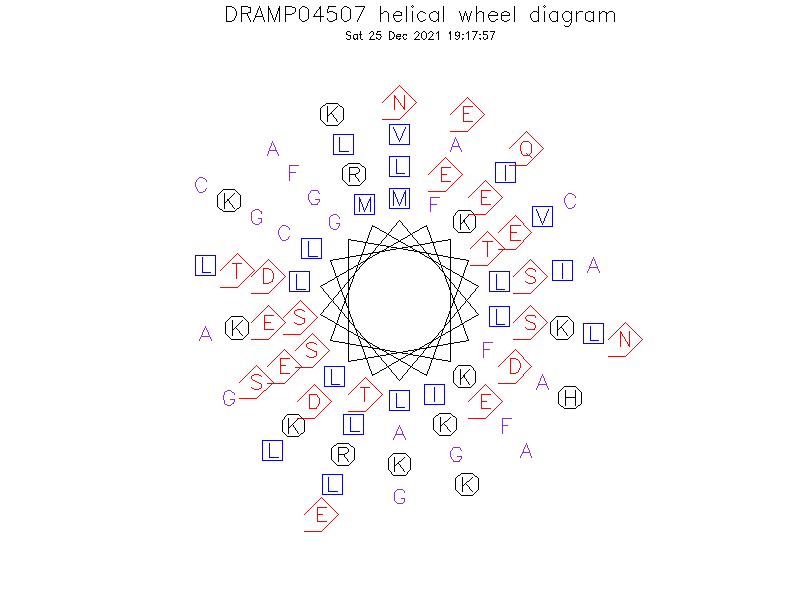 DRAMP04507 helical wheel diagram
Sat 25 Dec 2021 19:17:57
N
K E
V
L A
A Q
L
F R E I
C K G M M F E C
G G K V
C E
L T
L T D L L S I A
A K E S L S K L N
S F
E D
L K
S A
G D T L I E H
K L A K F
L R G A
K
L K
G
E